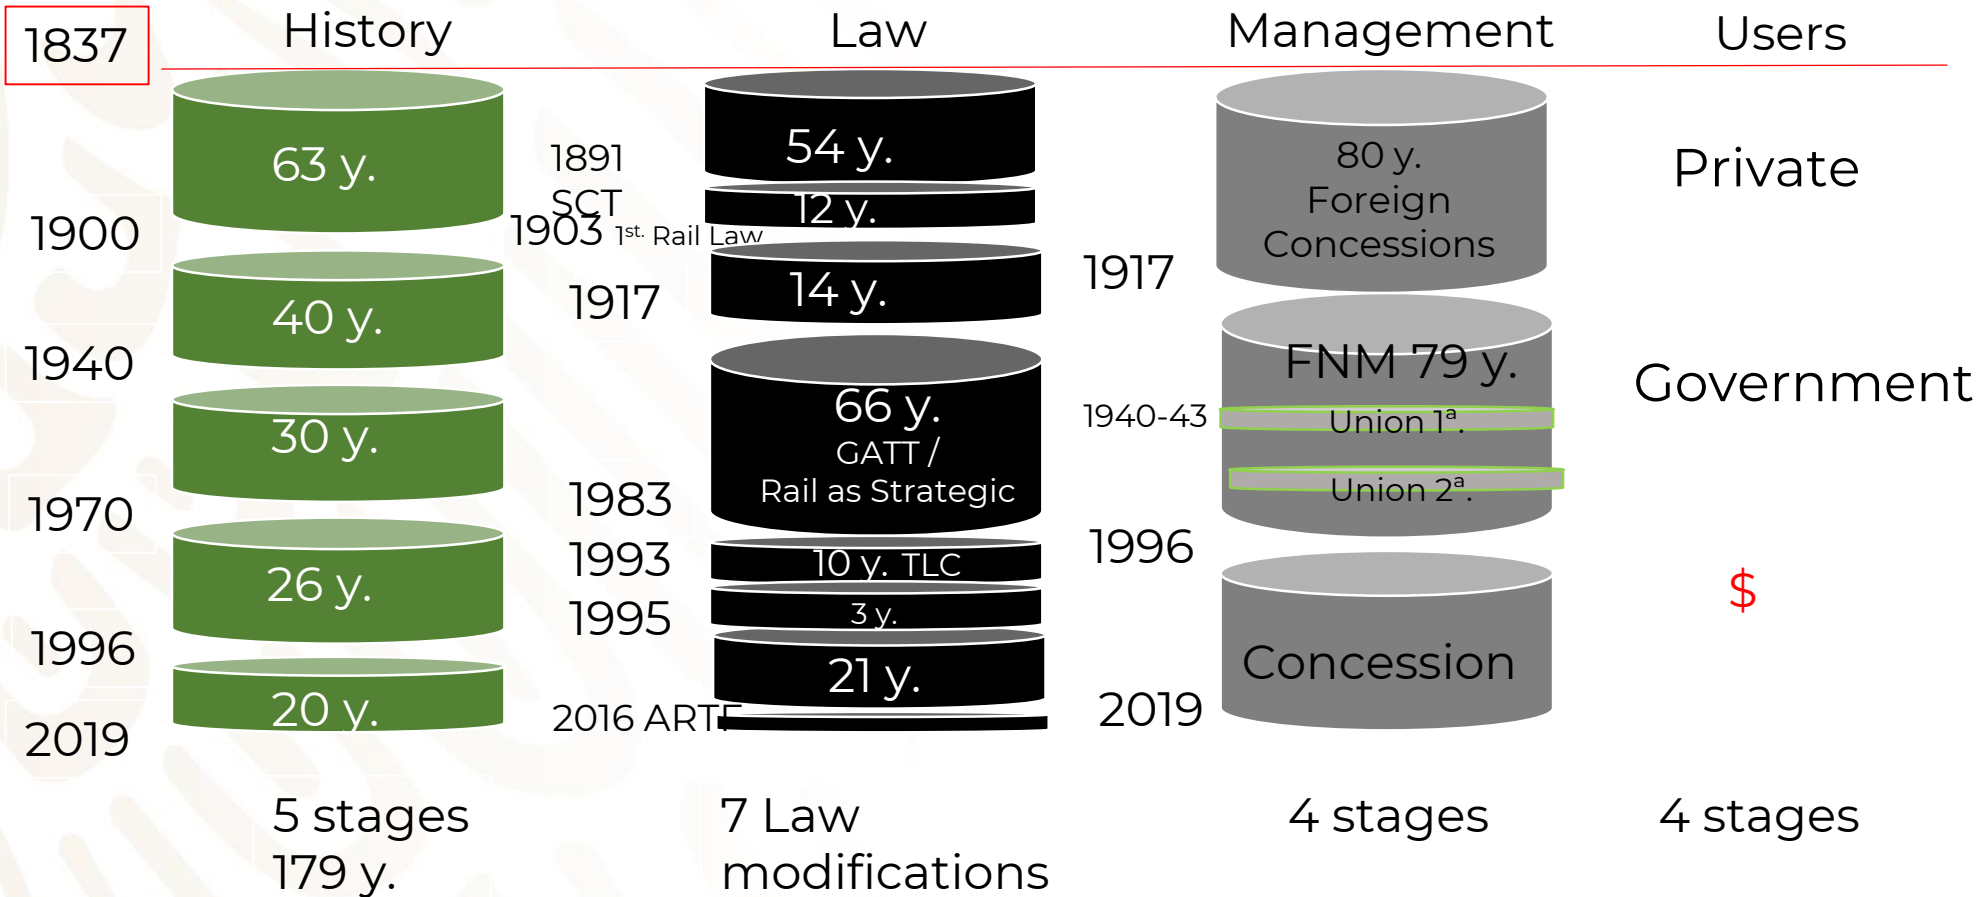 1837
History
Law
Management
Users
63 y.
1900
40 y.
1940
30 y.
1970
26 y.
1996
20 y.
2019
5 stages
179 y.
54 y.
1891
SCT
12 y.
1903 1st. Rail Law
14 y.
1917
66 y.
GATT /
Rail as Strategic
1983
10 y. TLC
1993
3 y.
1995
21 y.
2016 ARTF
7 Law
modifications
80 y.
Foreign
Concessions
1917
FNM 79 y.
1940-43
Union 1ª.
Union 2ª.
1996
Concession
2019
4 stages
Private
Government
$
4 stages